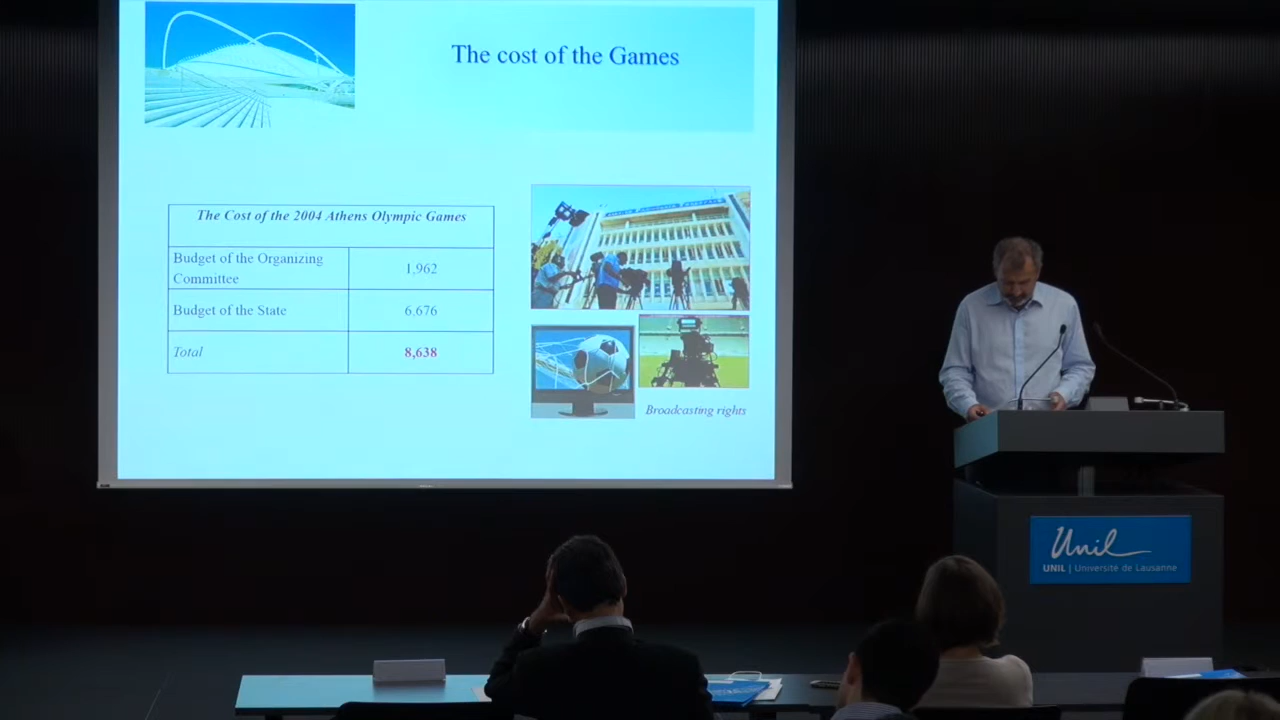 The cost of the Games
The Cost of the 2004 Athens Olympic Games
Budget of the Organizing
Committee
1,962
Budget of the State
6,676
Total
8,638
Broadcasting rights
Unil
UNIL | Université de Lausanne